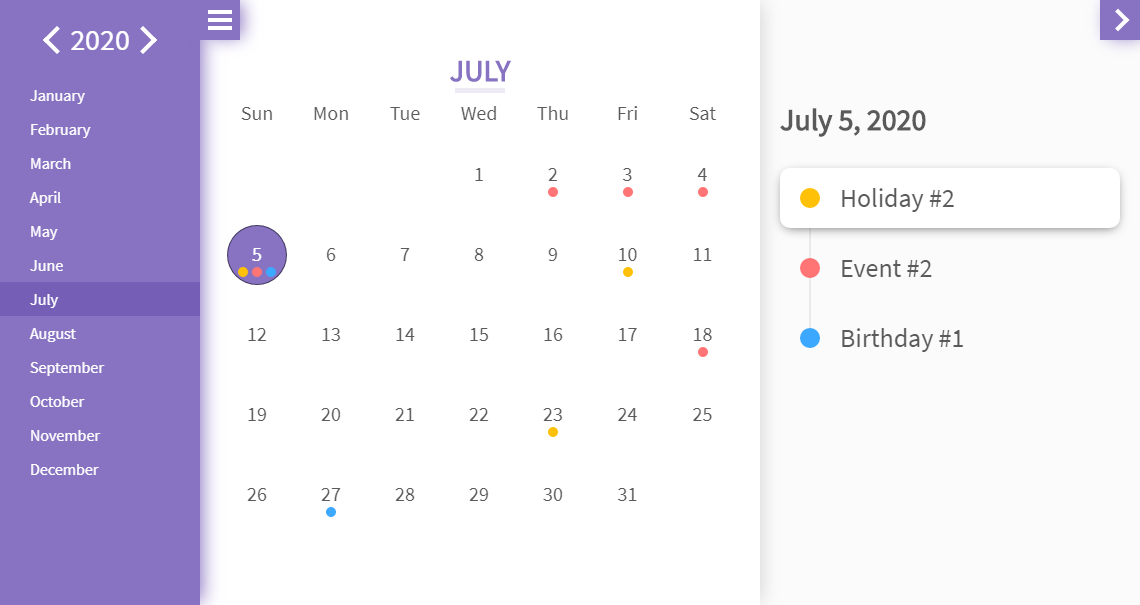 2020
January
February
March
April
May
June
July
August
September
October
November
December
JULY
Sun Mon Tue Wed Thu Fri Sat
1 2 3 4
5 6 7 8 9 10 11
12 13 14 15 16 17 18
19 20 21 22 23 24 25
26 27 28 29 30 31
July 5, 2020
Holiday #2
Event #2
Birthday #1